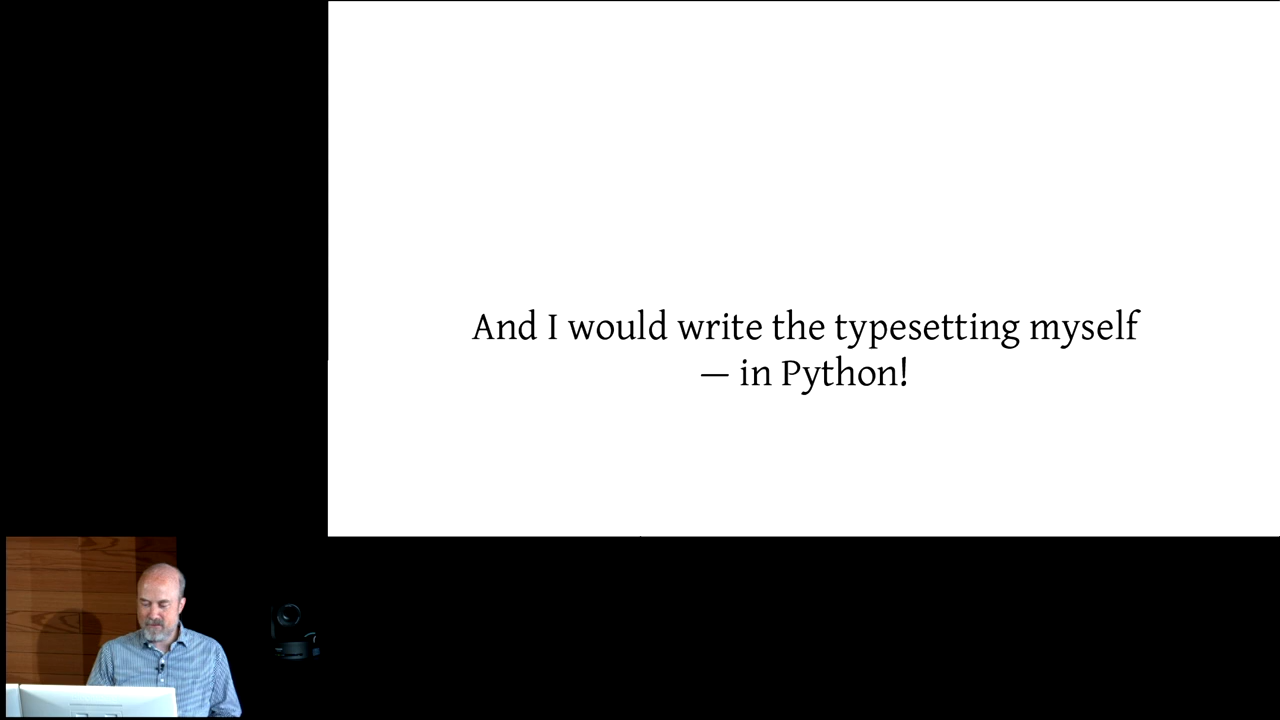 And I would write the typesetting myself
— in Python!